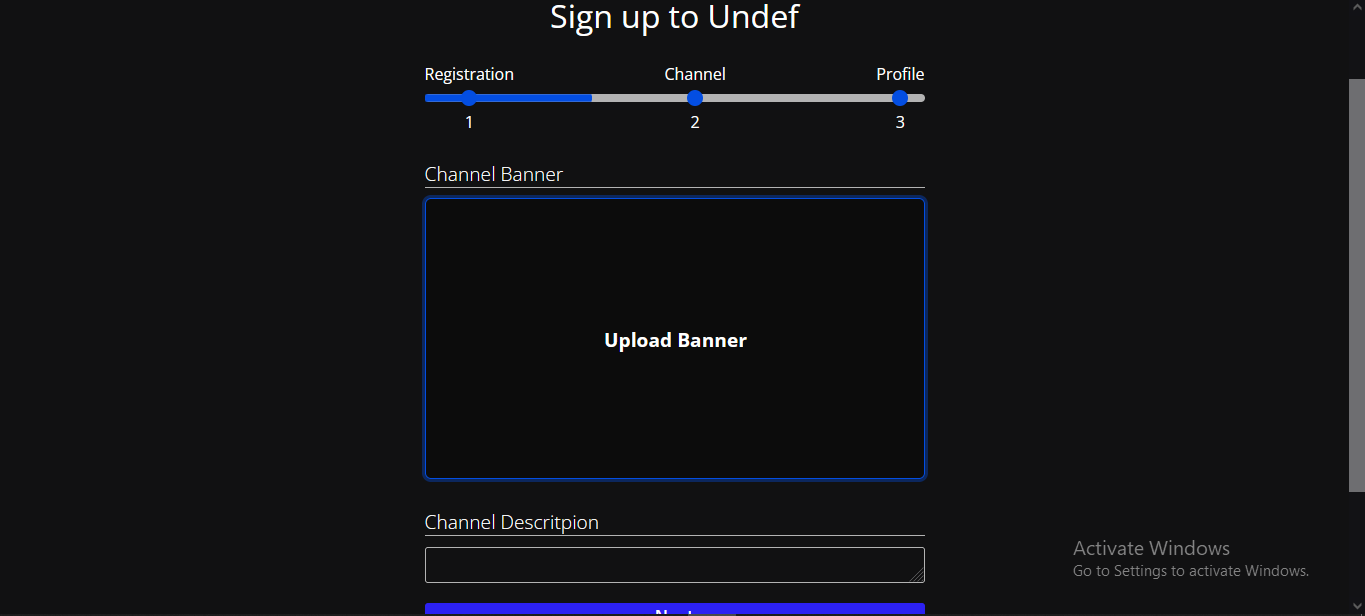 Sign up to Undef
Registration Channel Profile
1 2 3
Channel Banner
Upload Banner
Channel Descritpion
Activate Windows
Go to Settings to activate Windows.